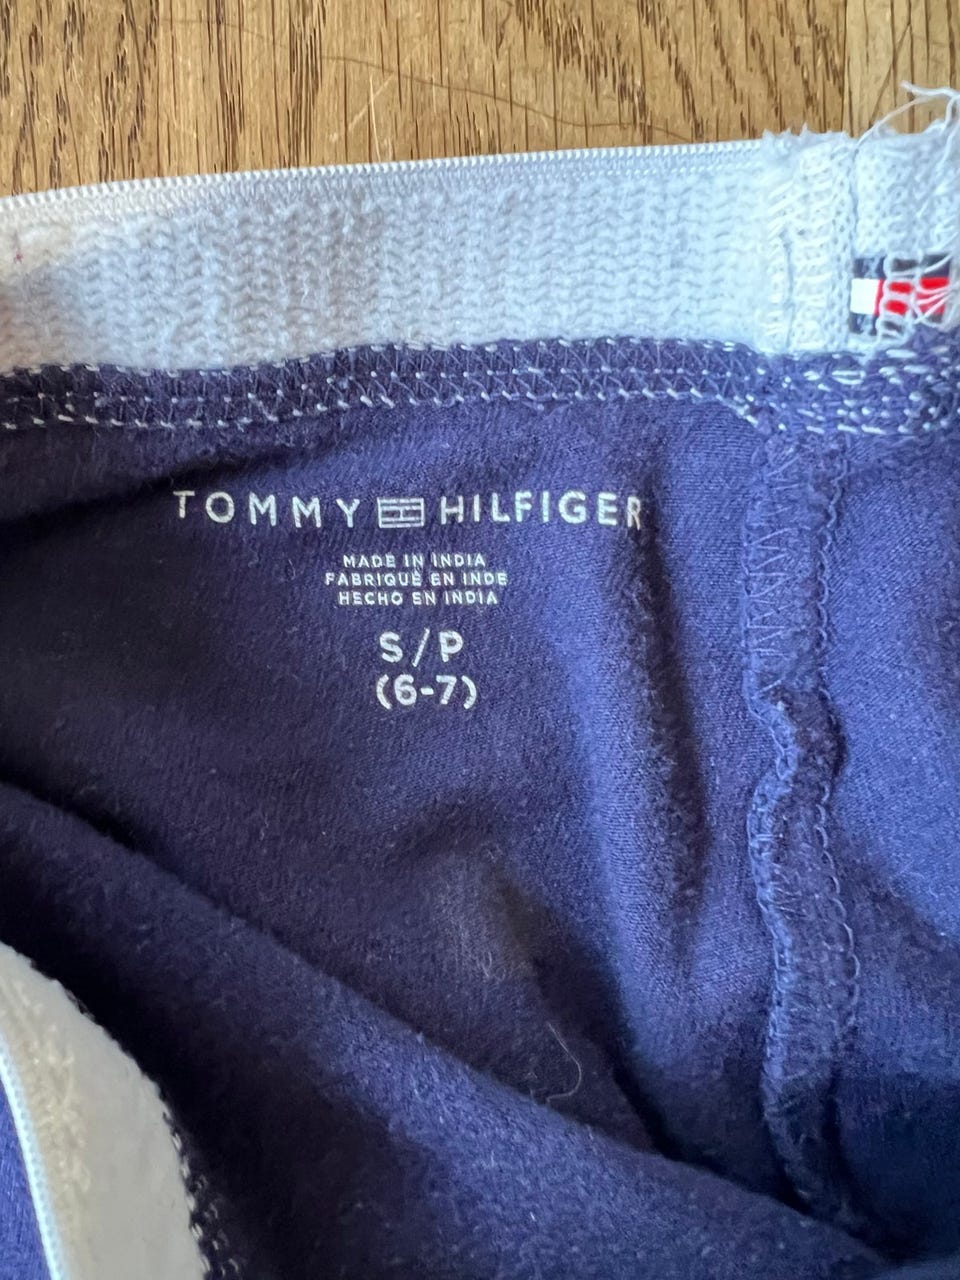 TOMMY HILFIGER
MADE IN INDIA
FABRIQUÉ EN INDE
HECHO EN INDIA
S/P
(6-7)